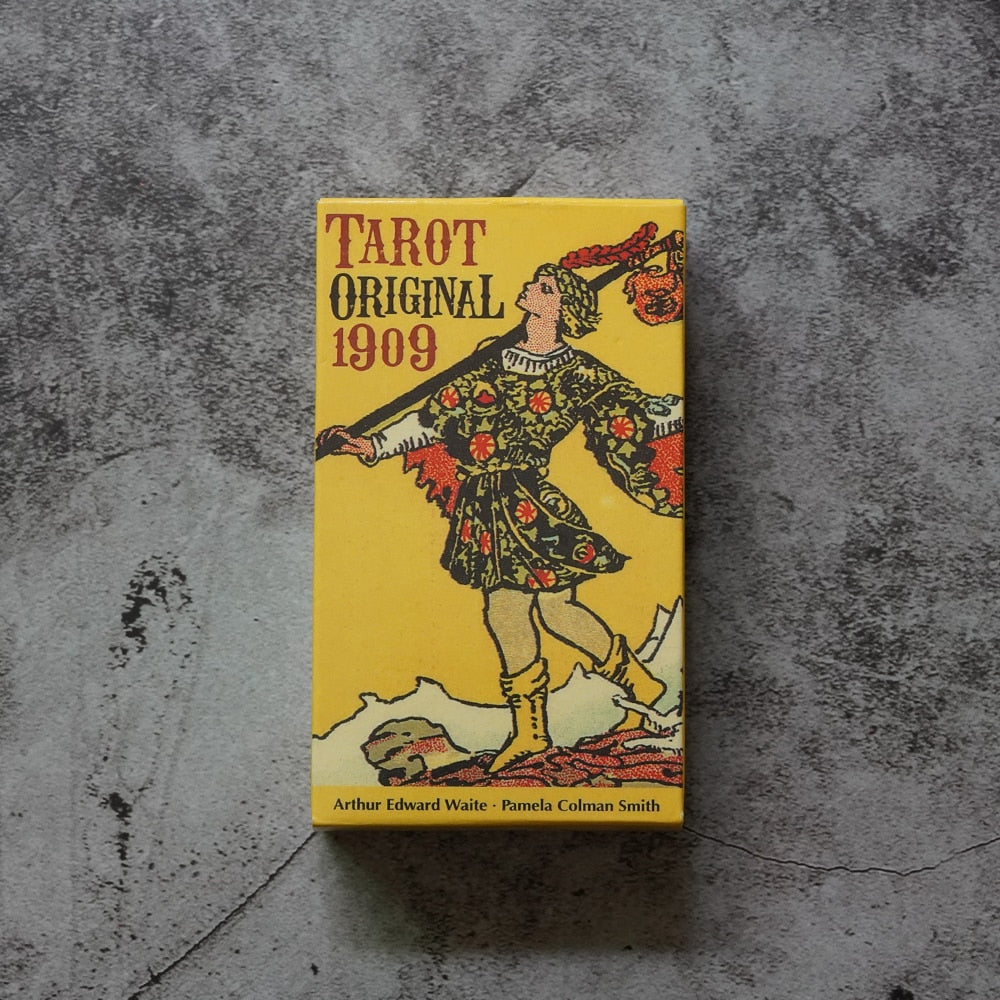 TAROT
ORIGINAL
1909
Arthur Edward Waite · Pamela Colman Smith